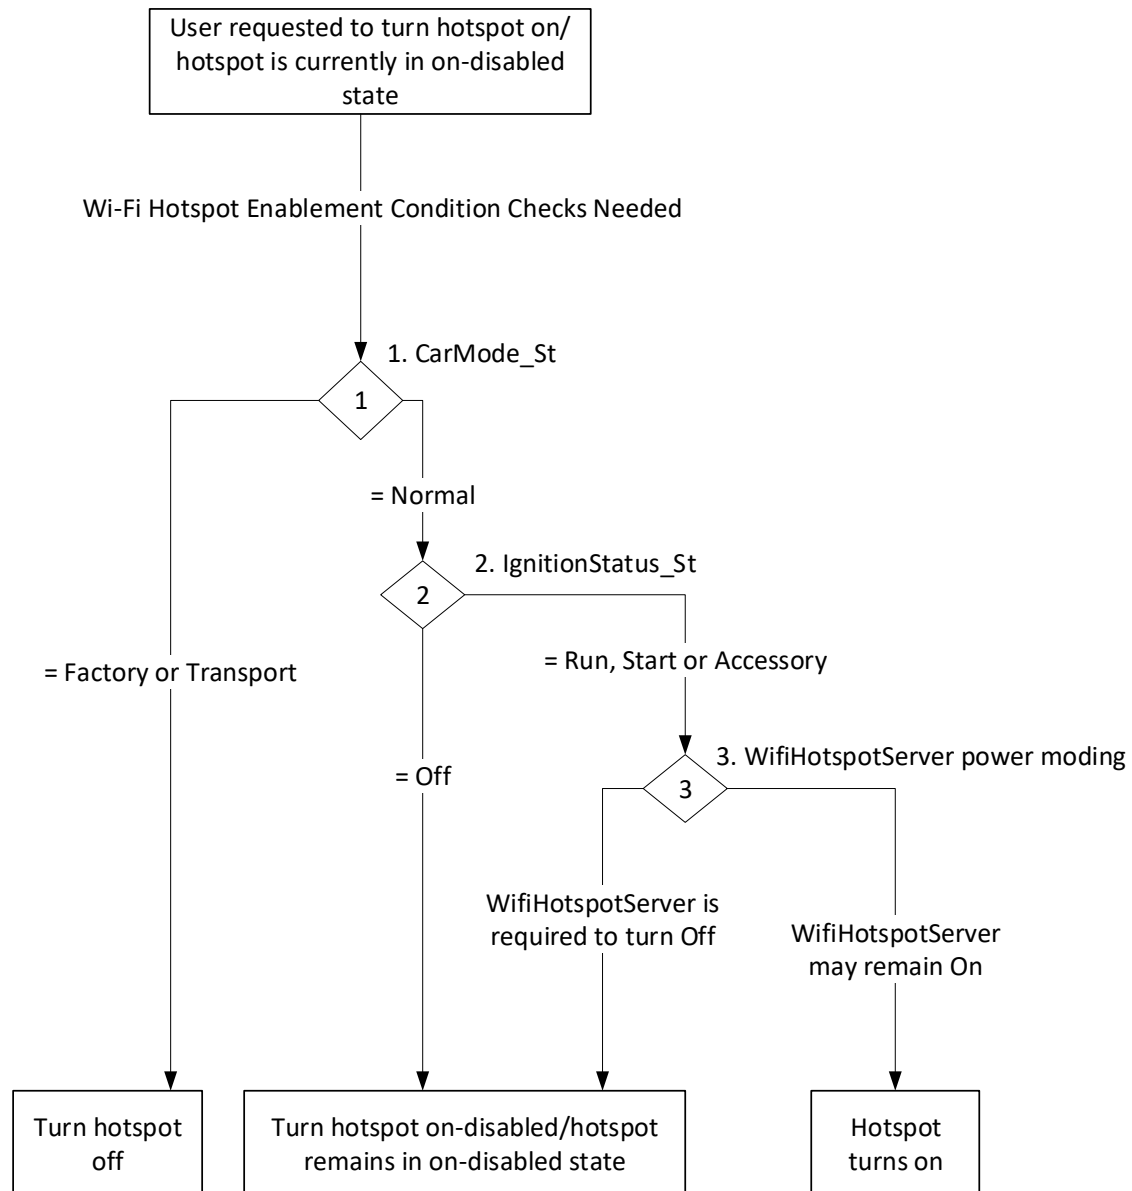 User requested to turn hotspot on/
hotspot is currently in on-disabled
state
Wi-Fi Hotspot Enablement Condition Checks Needed
1. CarMode_St
1
= Normal
2. IgnitionStatus_St
2
= Factory or Transport
= Run, Start or Accessory
= Off
3. WifiHotspotServer power moding
3
WifiHotspotServer is
required to turn Off
WifiHotspotServer
may remain On
Turn hotspot
off
Turn hotspot on-disabled/hotspot
remains in on-disabled state
Hotspot
turns on